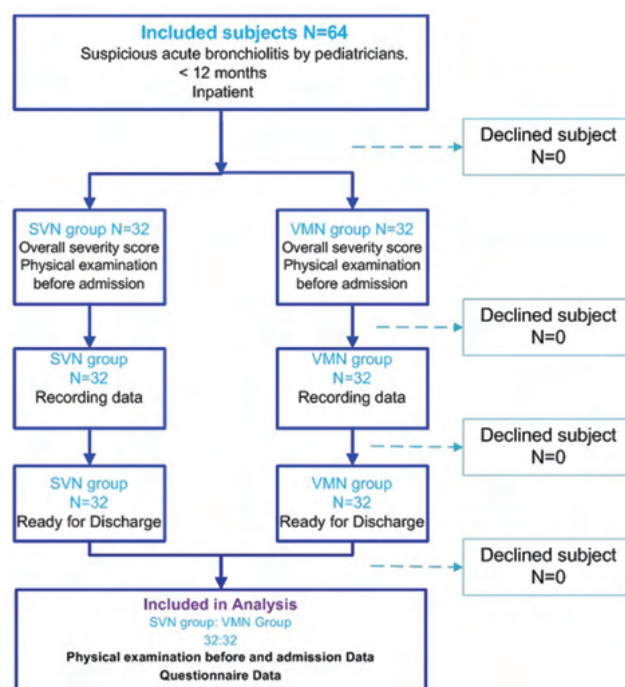 Included subjects N=64
Suspicious acute bronchiolitis by pediatricians.
< 12 months
Inpatient
Declined subject
N=0
SVN group N=32
Overall severity score
Physical examination
before admission
VMN group N=32
Overall severity score
Physical examination
before admission
Declined subject
N=0
SVN group
N=32
Recording data
VMN group
N=32
Recording data
Declined subject
N=0
SVN group
N=32
Ready for Discharge
VMN group
N=32
Ready for Discharge
Declined subject
N=0
Included in Analysis
SVN group: VMN Group
32:32
Physical examination before and admission Data
Questionnaire Data